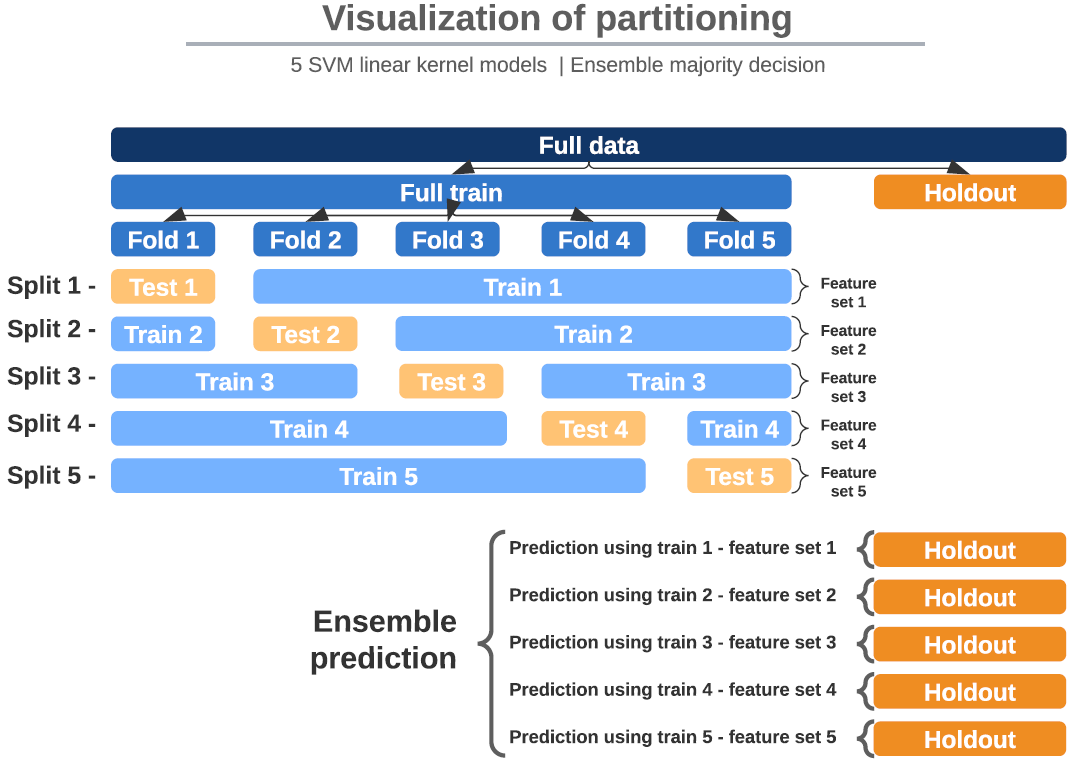 Visualization of partitioning
5 SVM linear kernel models | Ensemble majority decision
Full data
Full train
Holdout
Fold 1
Fold 2
Fold 3
Fold 4
Fold 5
Split 1 -
Test 1
Train 1
Feature
set 1
Split 2 -
Train 2
Test 2
Train 2
Feature
set 2
Split 3 -
Train 3
Test 3
Train 3
Feature
set 3
Split 4 -
Train 4
Test 4
Train 4
Feature
set 4
Split 5 -
Train 5
Test 5
Feature
set 5
Ensemble
prediction
Prediction using train 1 - feature set 1
Holdout
Prediction using train 2 - feature set 2
Holdout
Prediction using train 3 - feature set 3
Holdout
Prediction using train 4 - feature set 4
Holdout
Prediction using train 5 - feature set 5
Holdout